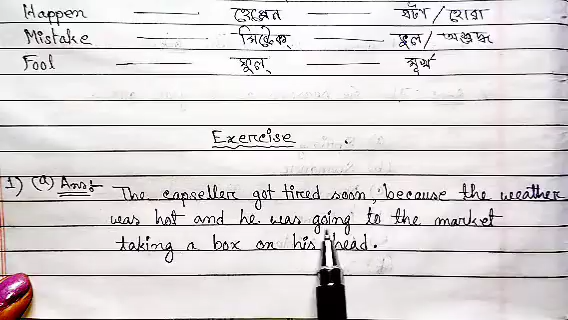 Happen — হেপ্পেন — ঘটা / হোৱা
Mistake — মিষ্টেক্ — ভুল / অশুদ্ধ
Fool — ফুল্ — মূৰ্খ
Exercise
1) (a) Ans: The capseller got tired soon, because the weather
was hot and he was going to the market
taking a box on his head.